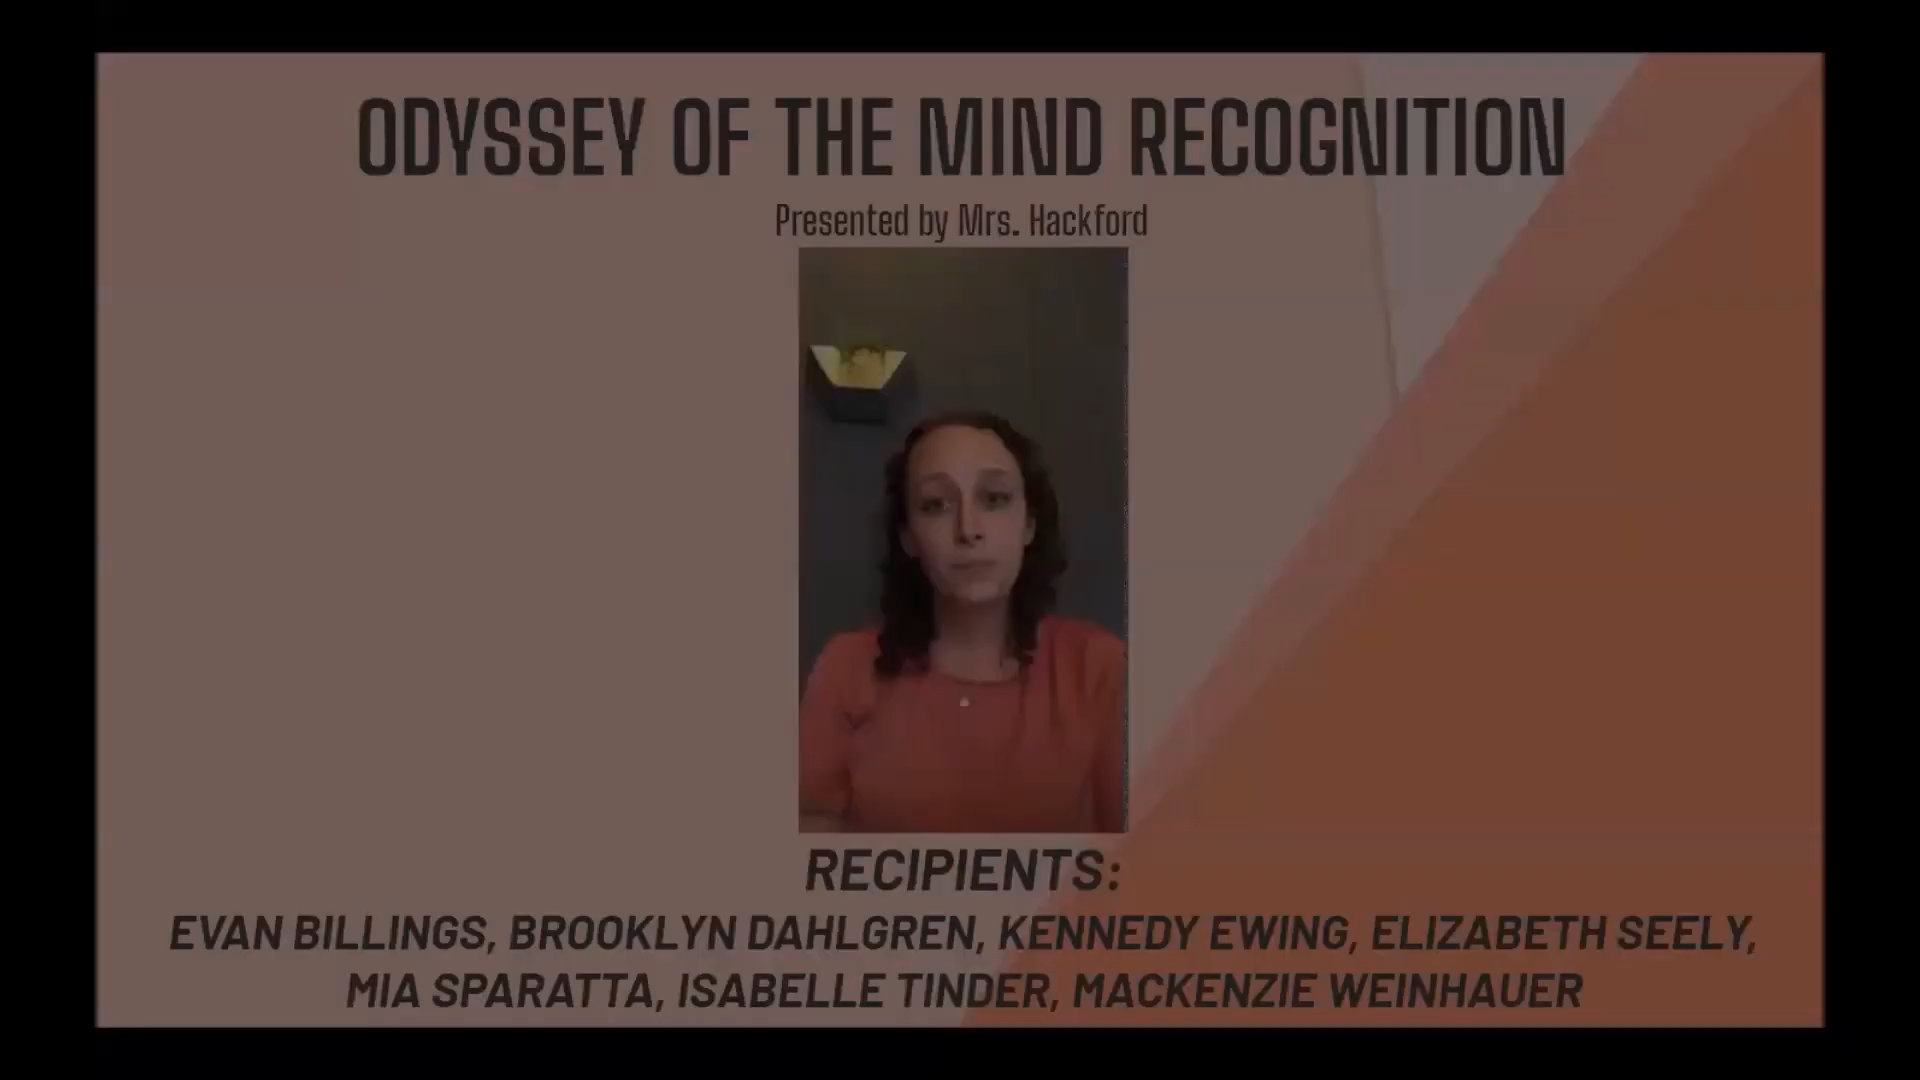 ODYSSEY OF THE MIND RECOGNITION
Presented by Mrs. Hackford
RECIPIENTS:
EVAN BILLINGS, BROOKLYN DAHLGREN, KENNEDY EWING, ELIZABETH SEELY,
MIA SPARATTA, ISABELLE TINDER, MACKENZIE WEINHAUER